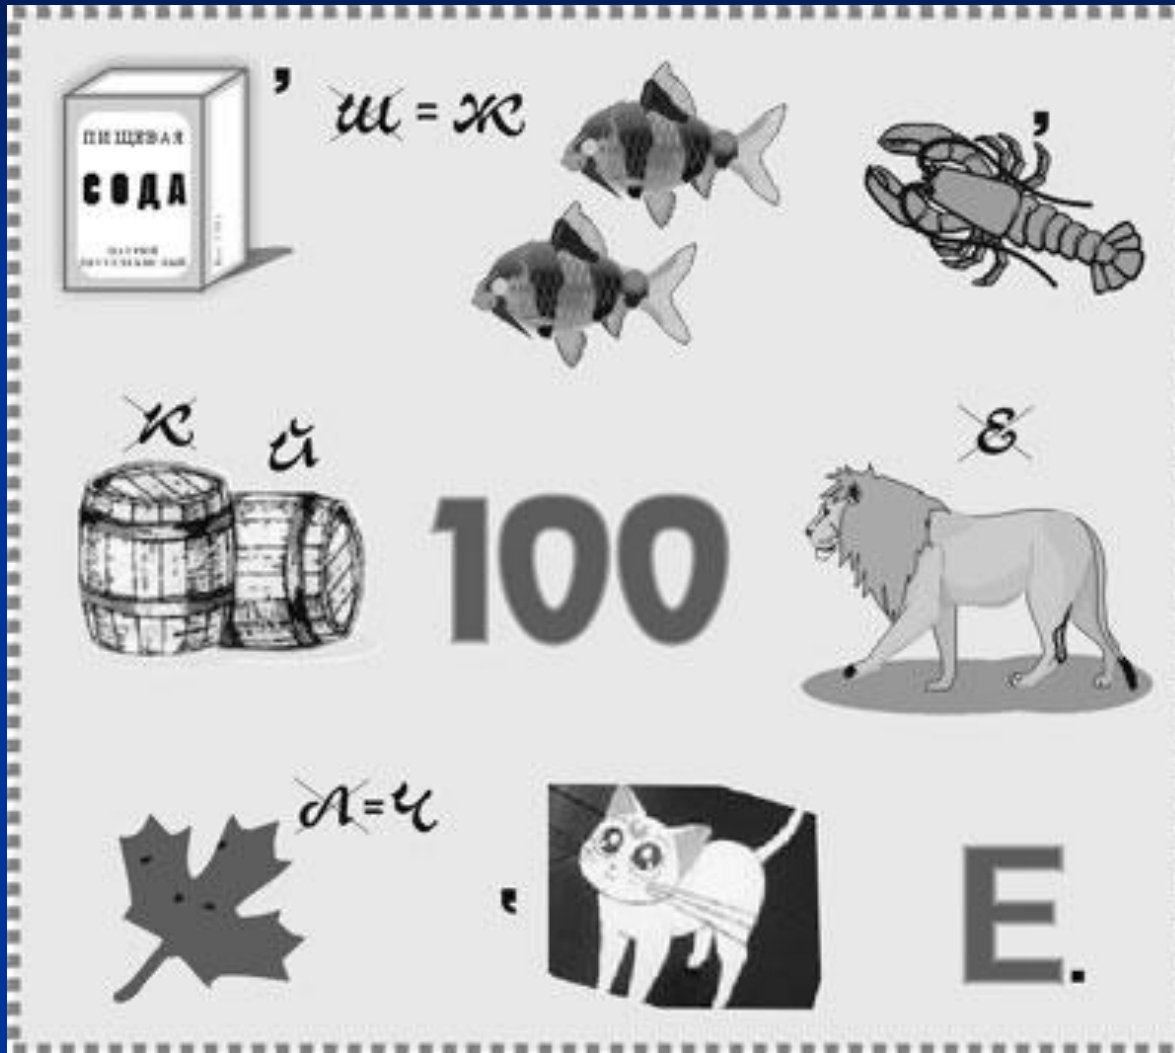 , Ш = Ж
ПИЩЕВАЯ
СОДА
,
К Й
100
Е
Л=Ч
,
Е.